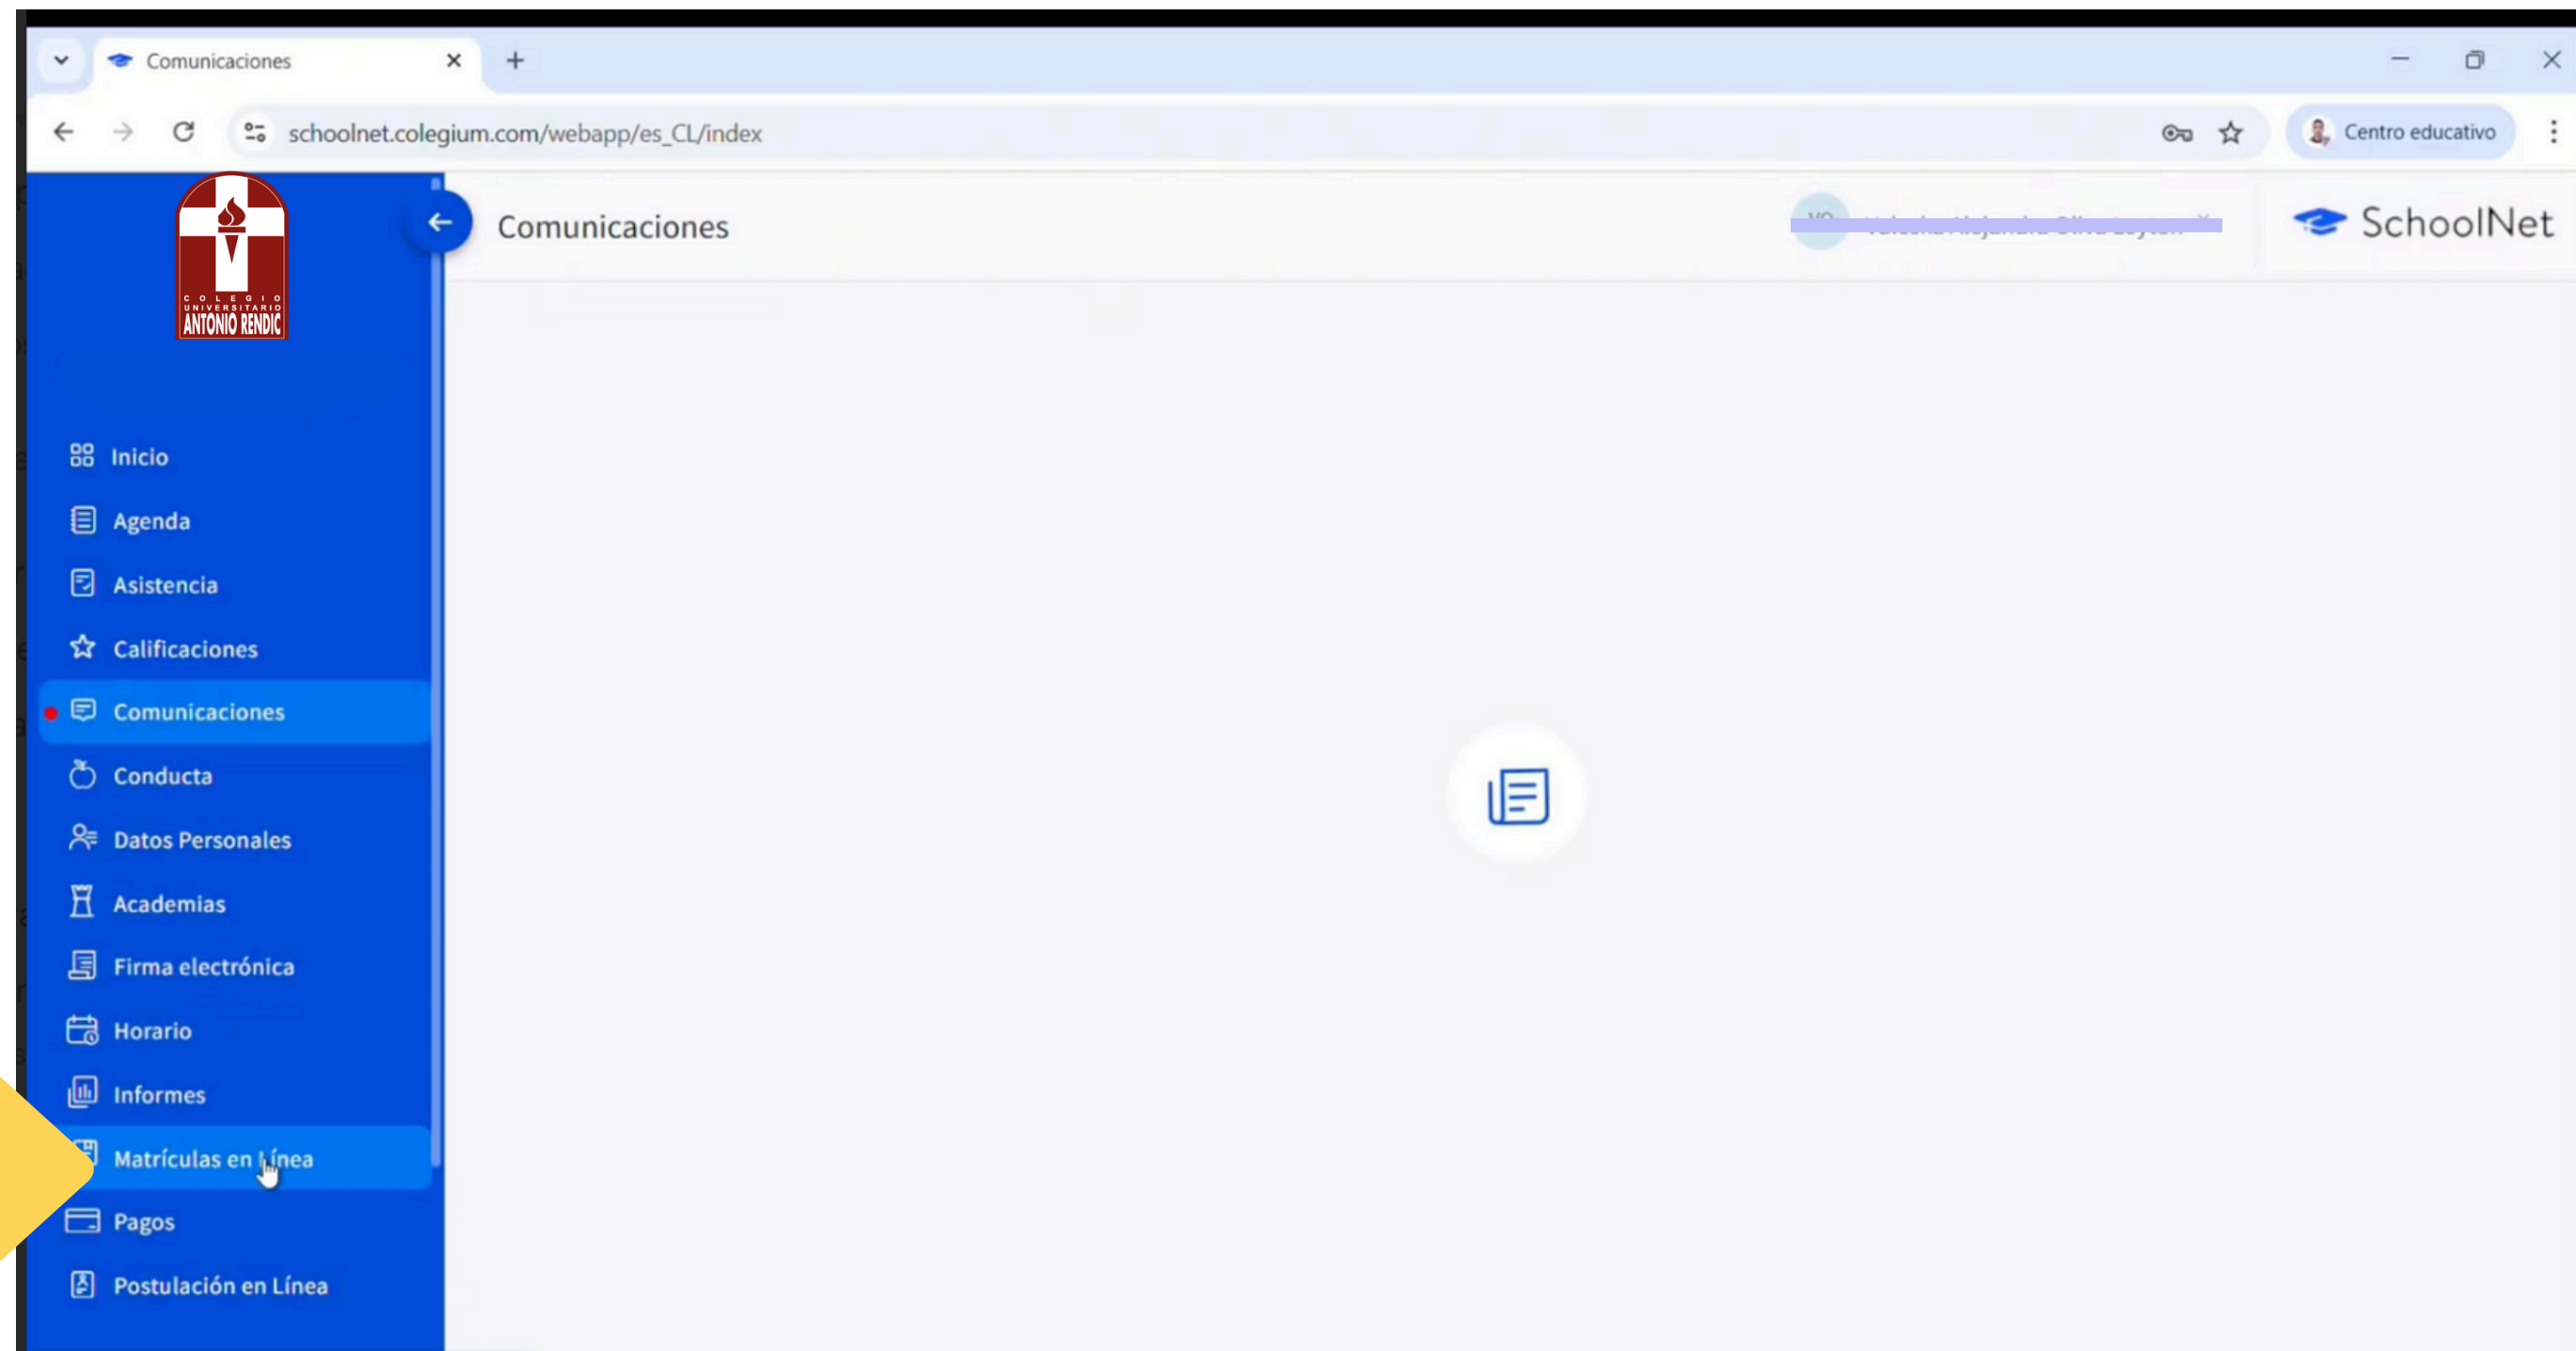 Comunicaciones
schoolnet.colegium.com/webapp/es_CL/index
Centro educativo
COLEGIO
UNIVERSITARIO
ANTONIO RENDIC
Comunicaciones
SchoolNet
Inicio
Agenda
Asistencia
Calificaciones
Comunicaciones
Conducta
Datos Personales
Academias
Firma electrónica
Horario
Informes
Matrículas en Línea
Pagos
Postulación en Línea